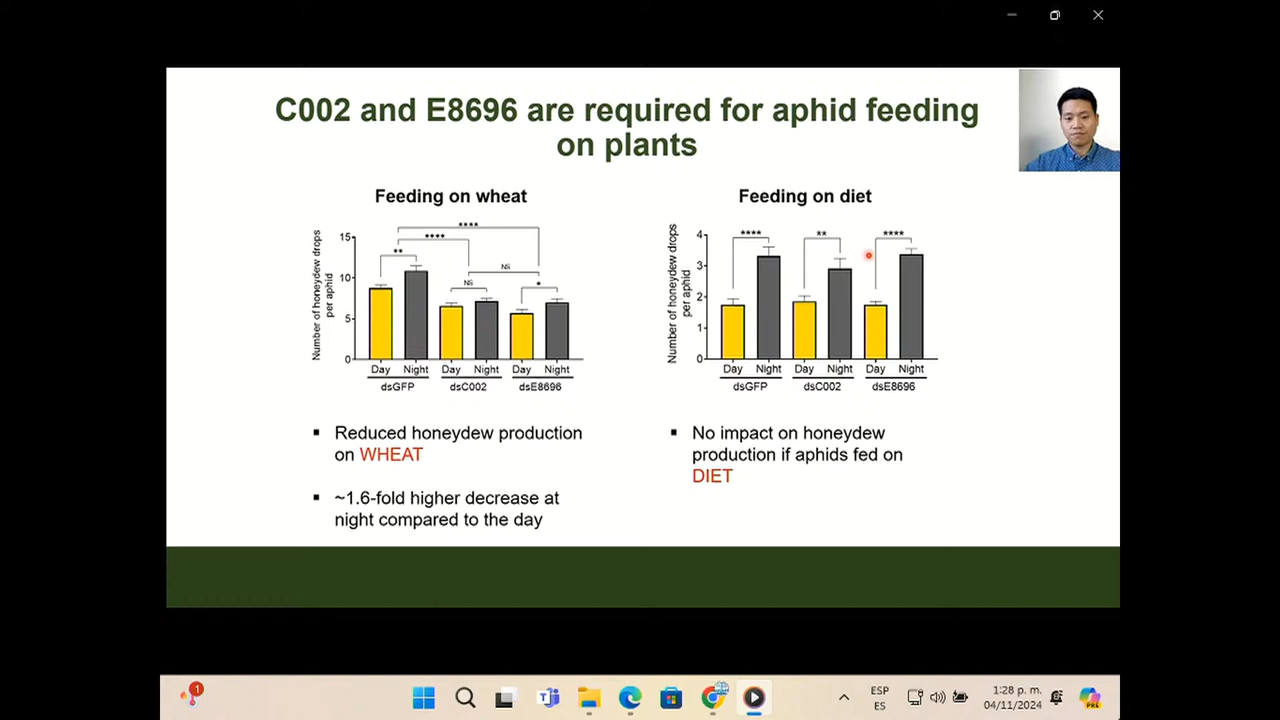 C002 and E8696 are required for aphid feeding
on plants
Feeding on wheat
Number of honeydew drops
per aphid
15
10
5
0
****
****
**
NS
NS
*
Day Night Day Night Day Night
dsGFP dsC002 dsE8696
▪ Reduced honeydew production
on WHEAT
▪ ~1.6-fold higher decrease at
night compared to the day
Feeding on diet
Number of honeydew drops
per aphid
4
3
2
1
0
**** ** ****
Day Night Day Night Day Night
dsGFP dsC002 dsE8696
▪ No impact on honeydew
production if aphids fed on
DIET
1
ESP
ES
1:28 p. m.
04/11/2024
PRE